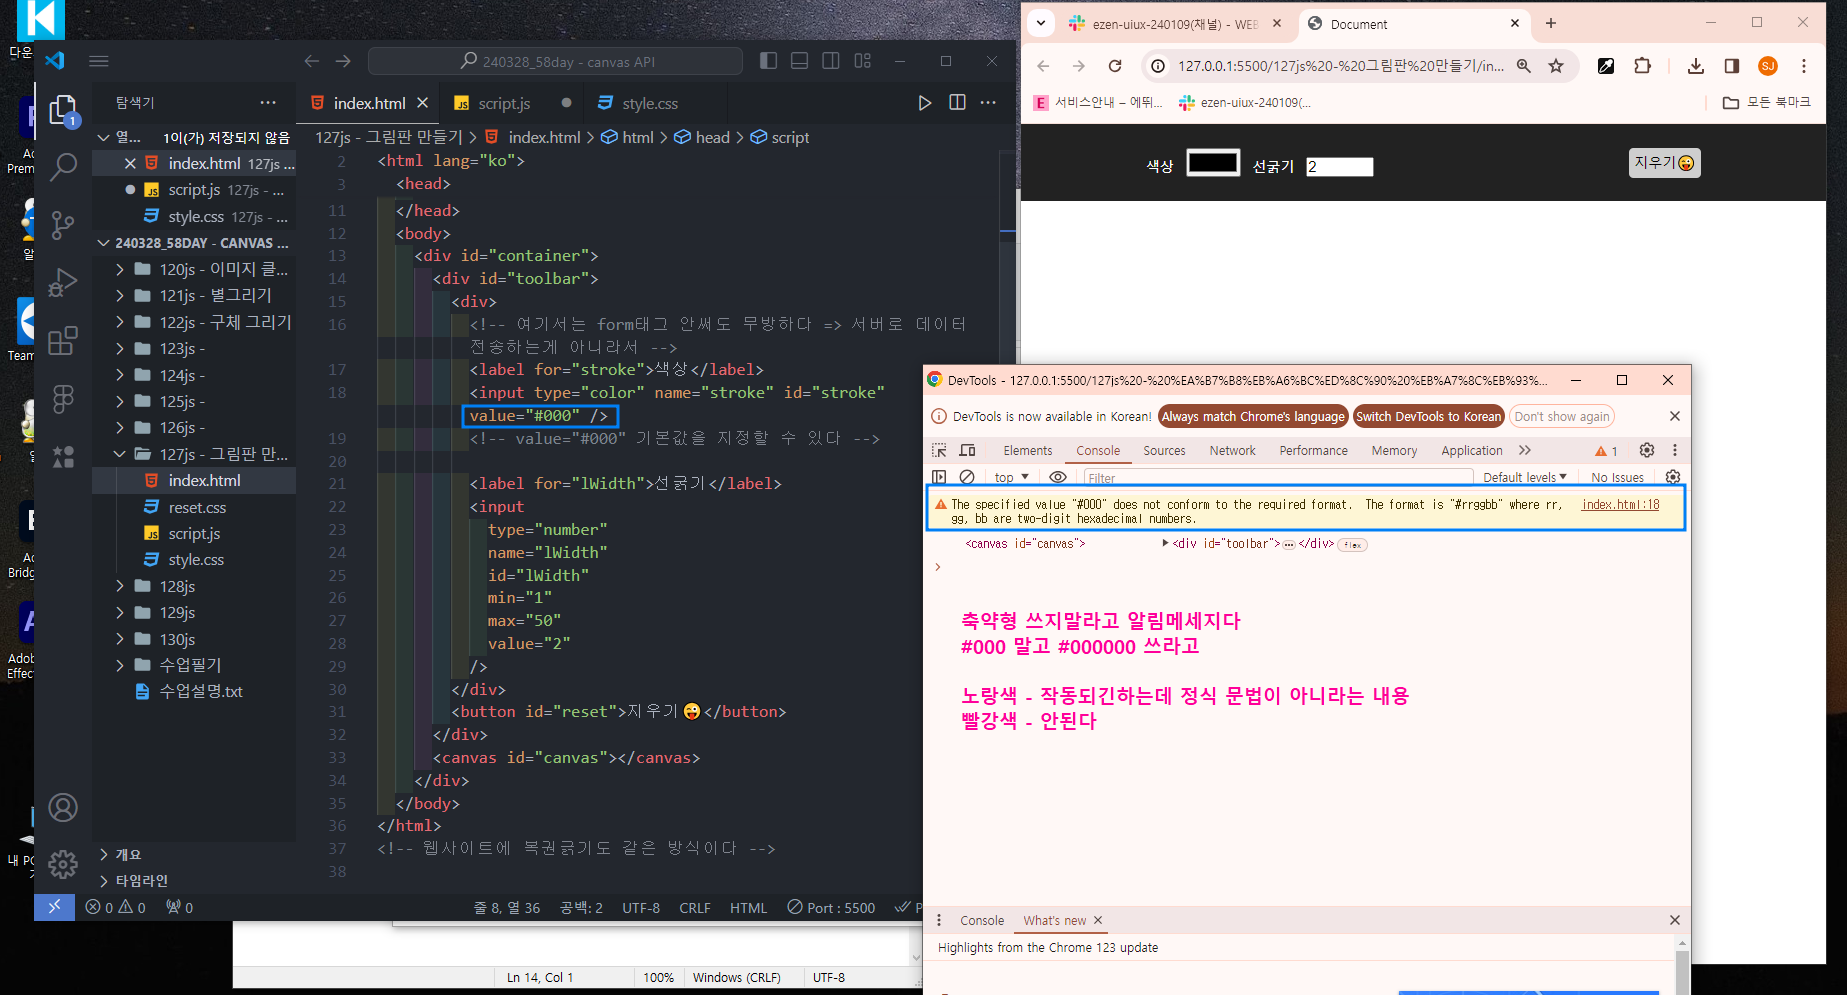 다운
Premi
Team
Bridg
Adob
Effec
내 PC
240328_58day - canvas API
탐색기
index.html
script.js
style.css
열...
1이(가) 저장되지 않음
index.html 127js ...
script.js 127js - ...
style.css 127js - ...
240328_58DAY - CANVAS ...
120js - 이미지 클...
121js - 별그리기
122js - 구체 그리기
123js -
124js -
125js -
126js -
127js - 그림판 만...
index.html
reset.css
script.js
style.css
128js
129js
130js
수업필기
수업설명.txt
개요
타임라인
127js - 그림판 만들기 > index.html > html > head > script
2 <html lang="ko">
3 <head>
11 </head>
12 <body>
13 <div id="container">
14 <div id="toolbar">
15 <div>
16 <!-- 여기서는 form태그 안써도 무방하다 => 서버로 데이터
전송하는게 아니라서 -->
17 <label for="stroke">색상</label>
18 <input type="color" name="stroke" id="stroke"
value="#000" />
19 <!-- value="#000" 기본값을 지정할 수 있다 -->
20
21 <label for="lWidth">선굵기</label>
22 <input
23 type="number"
24 name="lWidth"
25 id="lWidth"
26 min="1"
27 max="50"
28 value="2"
29 />
30 </div>
31 <button id="reset">지우기😜</button>
32 </div>
33 <canvas id="canvas"></canvas>
34 </div>
35 </body>
36 </html>
37 <!-- 웹사이트에 복권긁기도 같은 방식이다 -->
38
0 0 0
줄 8, 열 36 공백: 2 UTF-8 CRLF HTML Port : 5500
Ln 14, Col 1 100% Windows (CRLF) UTF-8
ezen-uiux-240109(채널) - WEB
Document
127.0.0.1:5500/127js%20-%20그림판%20만들기/in...
SJ
서비스안내 – 에뛰...
ezen-uiux-240109(...
모든 북마크
색상
선굵기 2
지우기😜
DevTools - 127.0.0.1:5500/127js%20-%20%EA%B7%B8%EB%A6%BC%ED%8C%90%20%EB%A7%8C%EB%93%...
DevTools is now available in Korean!
Always match Chrome's language
Switch DevTools to Korean
Don't show again
Elements Console Sources Network Performance Memory Application 1
top Filter Default levels No Issues
The specified value "#000" does not conform to the required format. The format is "#rrggbb" where rr, index.html:18
gg, bb are two-digit hexadecimal numbers.
<canvas id="canvas"> <div id="toolbar">…</div> flex
축약형 쓰지말라고 알림메세지다
#000 말고 #000000 쓰라고
노랑색 - 작동되긴하는데 정식 문법이 아니라는 내용
빨강색 - 안된다
Console What's new
Highlights from the Chrome 123 update